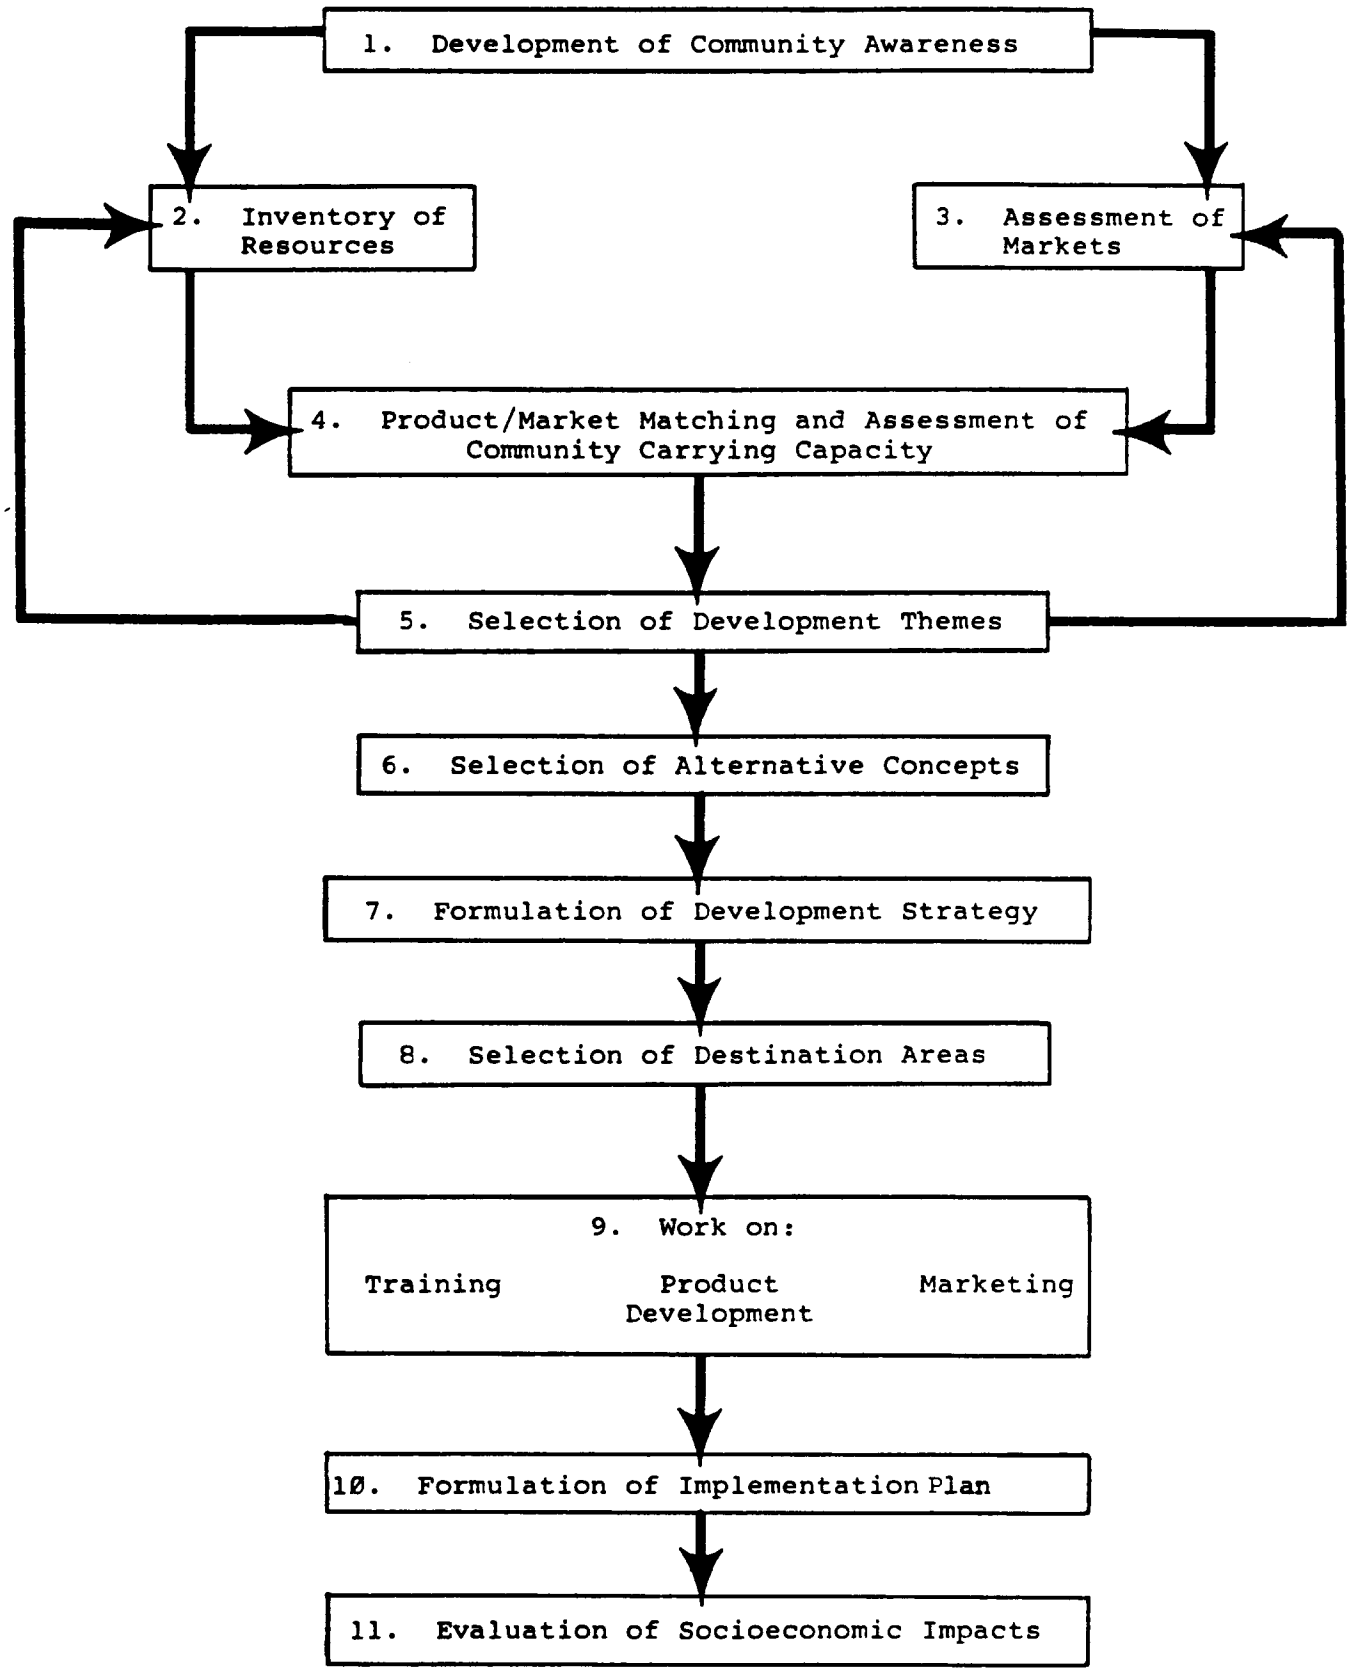 1. Development of Community Awareness
2. Inventory of
Resources
3. Assessment of
Markets
4. Product/Market Matching and Assessment of
Community Carrying Capacity
5. Selection of Development Themes
6. Selection of Alternative Concepts
7. Formulation of Development Strategy
8. Selection of Destination Areas
9. Work on:
Training Product Marketing
Development
10. Formulation of Implementation Plan
11. Evaluation of Socioeconomic Impacts